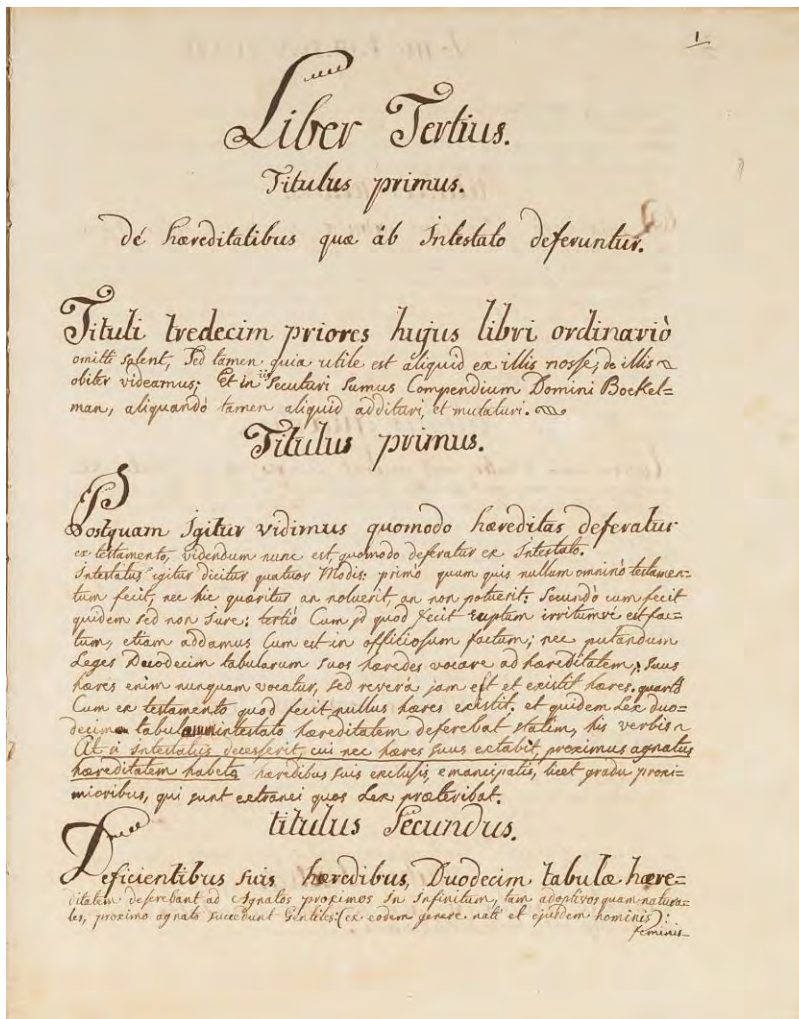 1
Liber Tertius.
Titulus primus.
dé hæreditatibus quæ áb Intestato deferuntur.
Tituli tredecim priores hujus libri ordinariò
omitti solent, Sed tamen quia utile est aliquid ex illis nosse; de illis
obiter videamus; Et in iis Secuturi sumus Compendium Domini Bockel=
man, aliquandò tamen aliquid addituri, et mutaturi.
Titulus primus.
Postquam Igitur vidimus quomodo hæreditas deferatur
ex testamento, videndum nunc est quomodo deferatur ex Intestato.
Intestatus igitur dicitur quatuor Modis: primò quum quis nullum omninò testamen=
tum fecit, nec hic quæritus an noluerit, an non potuerit: Secundò cum fecit
quidem sed non Jure: tertiò Cum id quod fecit ruptum irritumve est fac=
tum, etiam addamus Cum est in officiosum factum; nec putandum
Leges Duodecim tabularum suos hæredes vocare ad hæreditatem, suus
hæres enim nunquam vocatur, sed reverà jam est et existit hæres. quartò
Cum ex testamento quod fecit nullus hæres existit. et quidem Lex duo=
decim tabul intestato hæreditatem deferebat statim, his verbis
At si Intestatus decesserit, cui nec hæres suus extabit, proximus agnatus
hæreditatem habeto hæredibus suis exclusis, emancipatis, licet gradu proxi=
mioribus, qui sunt extranei quos Lex præteribat.
titulus Secundus.
Deficientibus suis hæredibus, Duodecim tabulæ hære=
ditatem deferebant ad Agnatos proximos In Infinitum, tam adoptivos quam natura=
les, proximo agnato succedunt Gentiles: (ex eodem genere nati et ejusdem hominis):
feminis